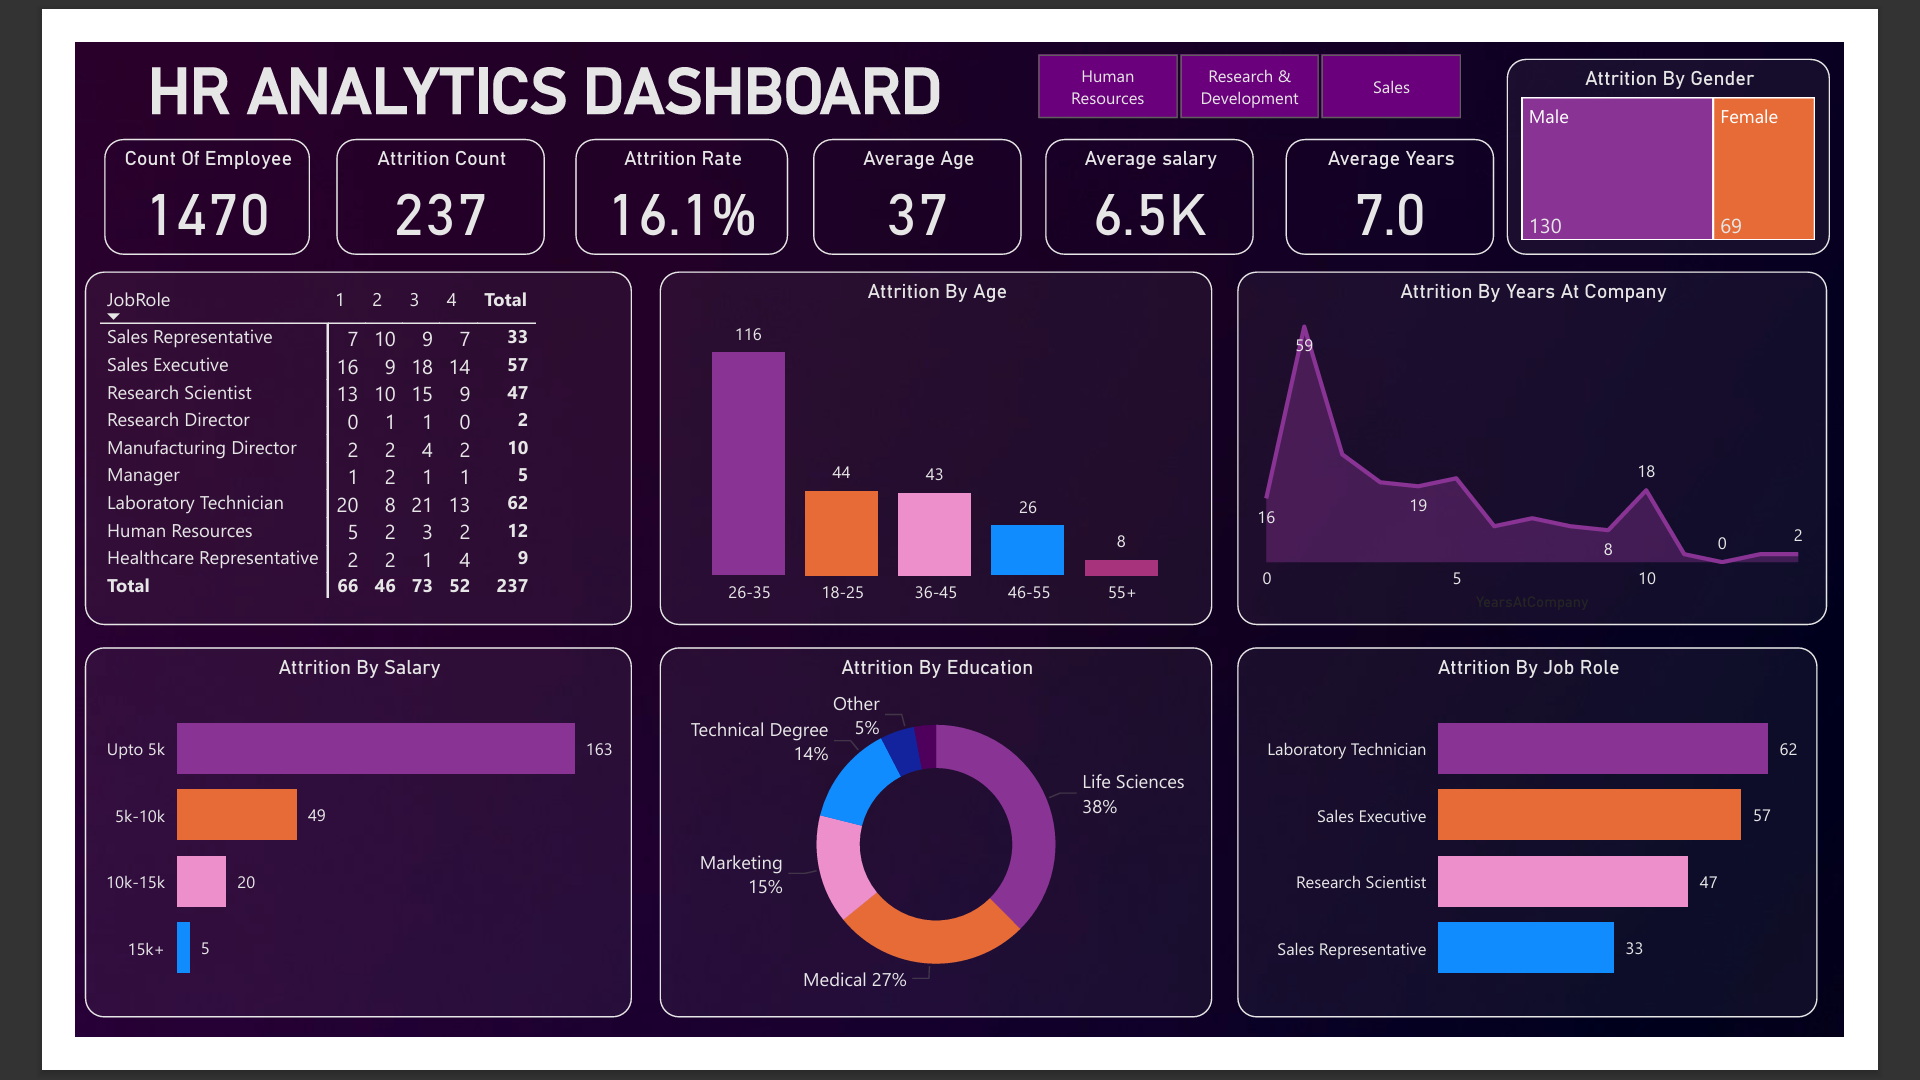 HR ANALYTICS DASHBOARD
Human
Resources
Research &
Development
Sales
Attrition By Gender
Male
Female
130
69
Count Of Employee
1470
Attrition Count
237
Attrition Rate
16.1%
Average Age
37
Average salary
6.5K
Average Years
7.0
JobRole 1 2 3 4 Total
Sales Representative 7 10 9 7 33
Sales Executive 16 9 18 14 57
Research Scientist 13 10 15 9 47
Research Director 0 1 1 0 2
Manufacturing Director 2 2 4 2 10
Manager 1 2 1 1 5
Laboratory Technician 20 8 21 13 62
Human Resources 5 2 3 2 12
Healthcare Representative 2 2 1 4 9
Total 66 46 73 52 237
Attrition By Age
116
44
43
26
8
26-35 18-25 36-45 46-55 55+
Attrition By Years At Company
59
16
19
8
18
0
2
0 5 10
YearsAtCompany
Attrition By Salary
Upto 5k 163
5k-10k 49
10k-15k 20
15k+ 5
Attrition By Education
Other
5%
Technical Degree
14%
Life Sciences
38%
Marketing
15%
Medical 27%
Attrition By Job Role
Laboratory Technician 62
Sales Executive 57
Research Scientist 47
Sales Representative 33